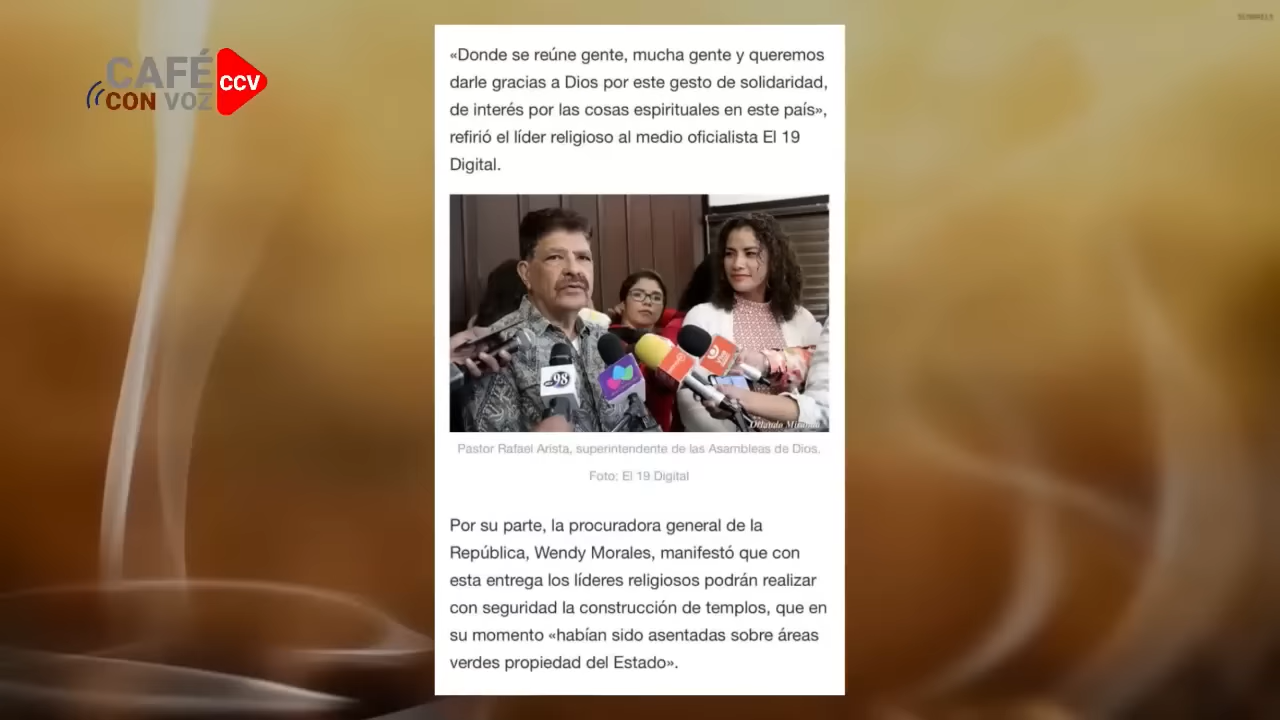 CAFÉ
CON VOZ
CCV
«Donde se reúne gente, mucha gente y queremos
darle gracias a Dios por este gesto de solidaridad,
de interés por las cosas espirituales en este país»,
refirió el líder religioso al medio oficialista El 19
Digital.
98
Orlando
Pastor Rafael Arista, superintendente de las Asambleas de Dios.
Foto: El 19 Digital
Por su parte, la procuradora general de la
República, Wendy Morales, manifestó que con
esta entrega los líderes religiosos podrán realizar
con seguridad la construcción de templos, que en
su momento «habían sido asentadas sobre áreas
verdes propiedad del Estado».